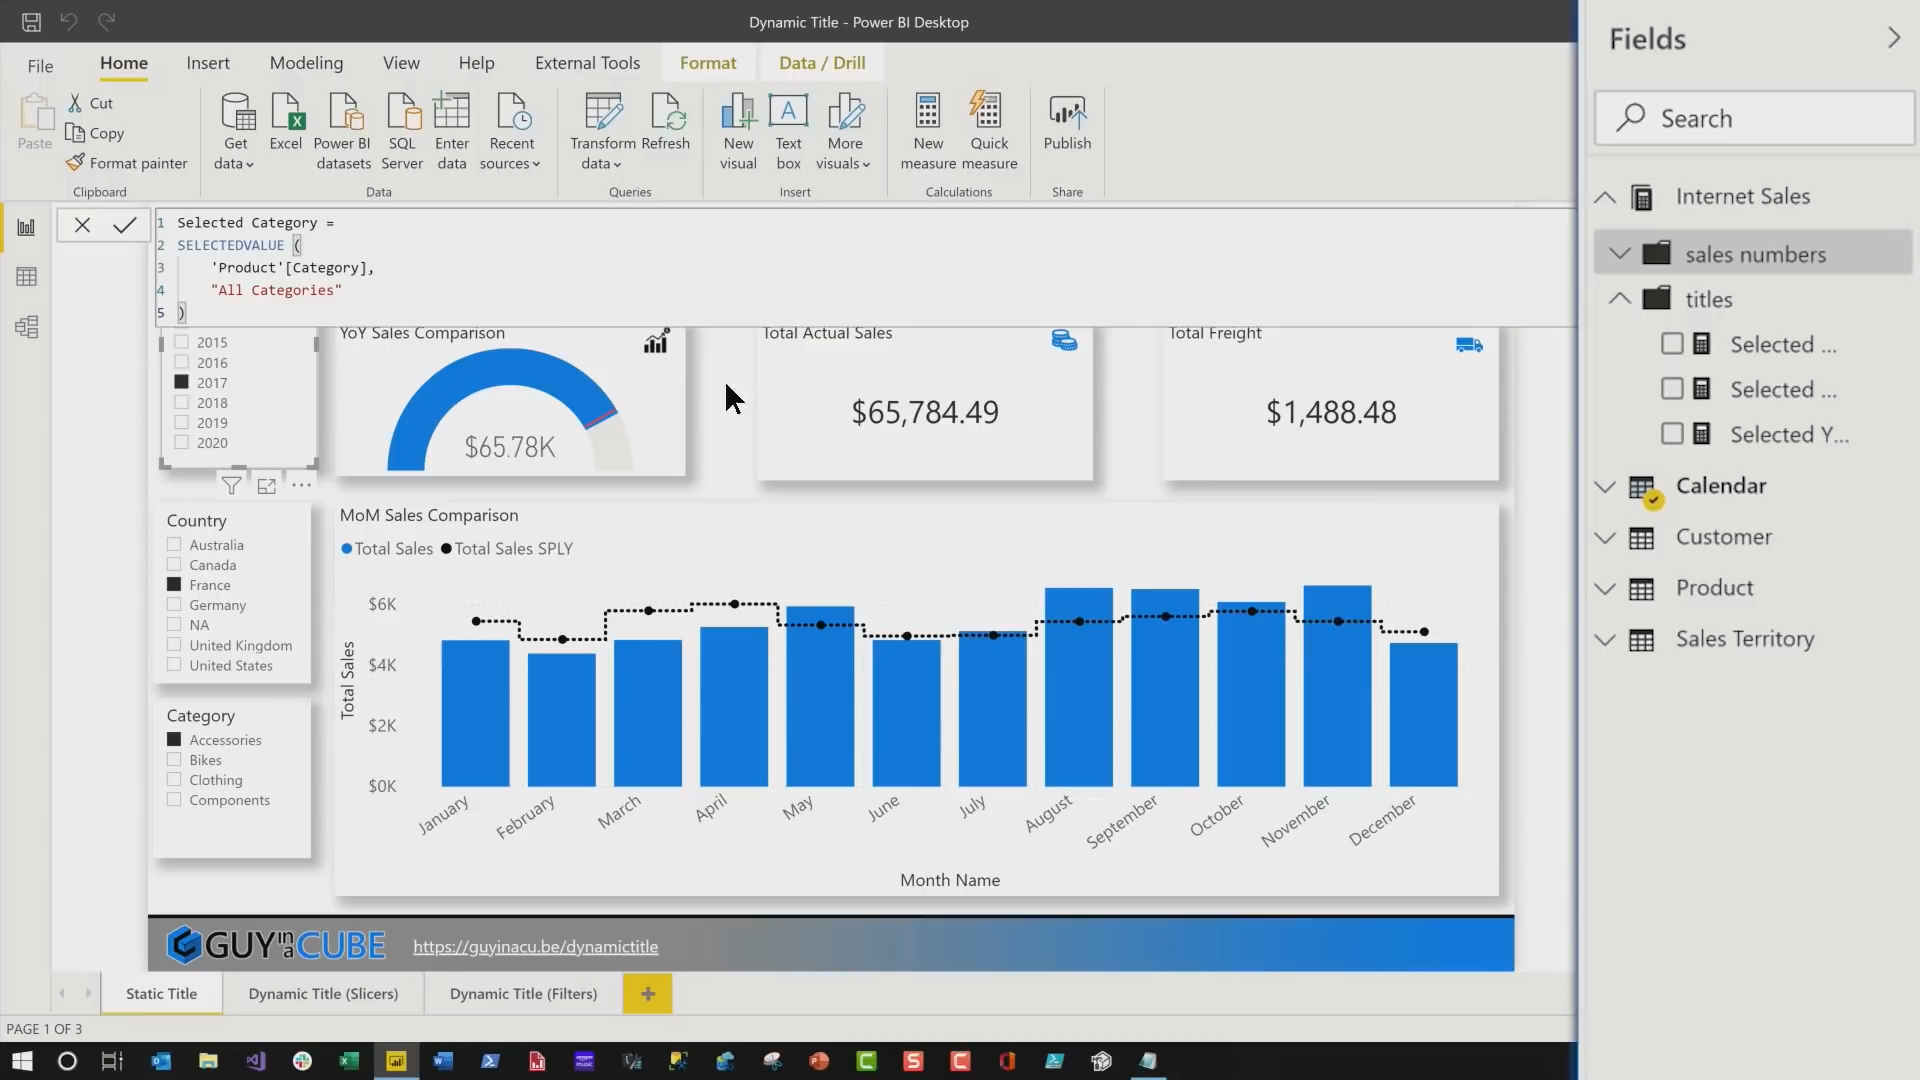 Dynamic Title - Power BI Desktop
File
Home
Insert
Modeling
View
Help
External Tools
Format
Data / Drill
Paste
Cut
Copy
Format painter
Clipboard
Get data
Excel
Power BI datasets
SQL Server
Enter data
Recent sources
Data
Transform data
Refresh
Queries
New visual
Text box
More visuals
Insert
New measure
Quick measure
Calculations
Publish
Share
1 Selected Category =
2 SELECTEDVALUE (
3 'Product'[Category],
4 "All Categories"
5 )
2015
2016
2017
2018
2019
2020
YoY Sales Comparison
$65.78K
Total Actual Sales
$65,784.49
Total Freight
$1,488.48
Country
Australia
Canada
France
Germany
NA
United Kingdom
United States
Category
Accessories
Bikes
Clothing
Components
MoM Sales Comparison
Total Sales
Total Sales SPLY
Total Sales
$6K
$4K
$2K
$0K
January
February
March
April
May
June
July
August
September
October
November
December
Month Name
GUY in a CUBE
https://guyinacu.be/dynamictitle
Static Title
Dynamic Title (Slicers)
Dynamic Title (Filters)
+
PAGE 1 OF 3
Fields
Search
Internet Sales
sales numbers
titles
Selected ...
Selected ...
Selected Y...
Calendar
Customer
Product
Sales Territory